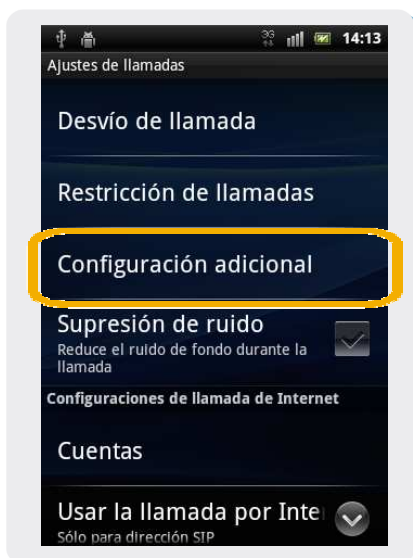 3G 14:13
Ajustes de llamadas
Desvío de llamada
Restricción de llamadas
Configuración adicional
Supresión de ruido
Reduce el ruido de fondo durante la
llamada
Configuraciones de llamada de Internet
Cuentas
Usar la llamada por Inte
Sólo para dirección SIP